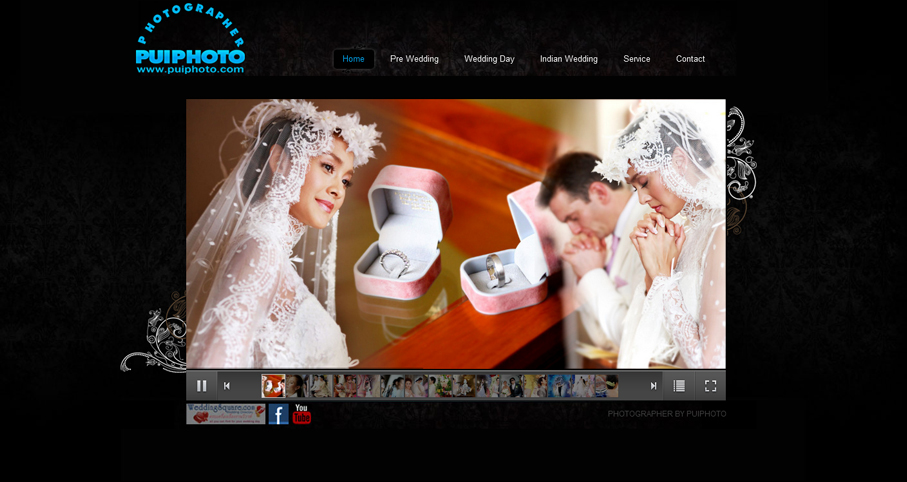 PHOTOGRAPHER
PUIPHOTO
www.puiphoto.com
Home Pre Wedding Wedding Day Indian Wedding Service Contact
WeddingSquare.com
f
You
Tube
PHOTOGRAPHER BY PUIPHOTO